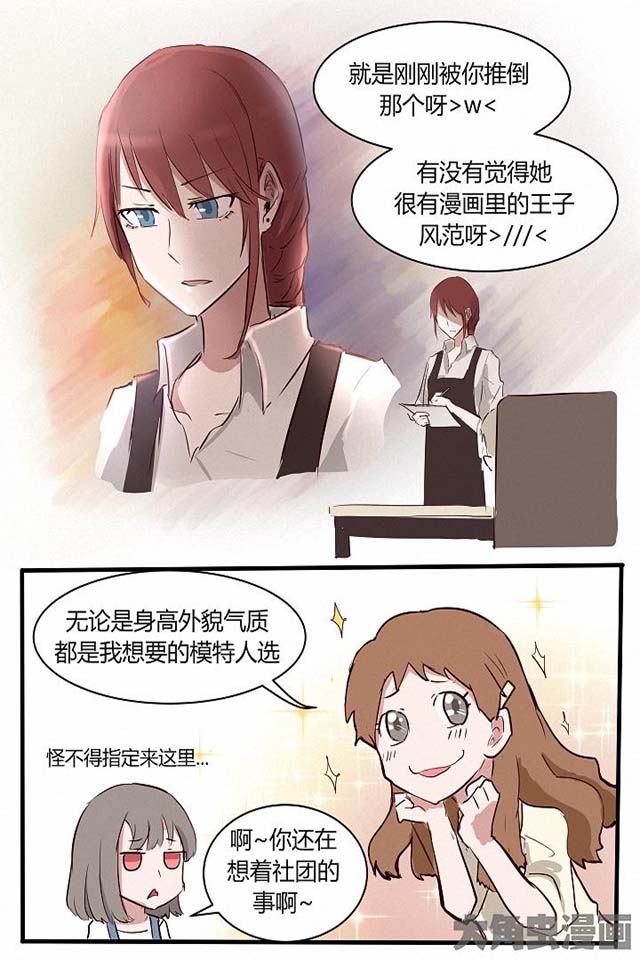 就是刚刚被你推倒
那个呀>w<
有没有觉得她
很有漫画里的王子
风范呀>///<
无论是身高外貌气质
都是我想要的模特人选
怪不得指定来这里...
啊~你还在
想着社团的
事啊~
大角虫漫画